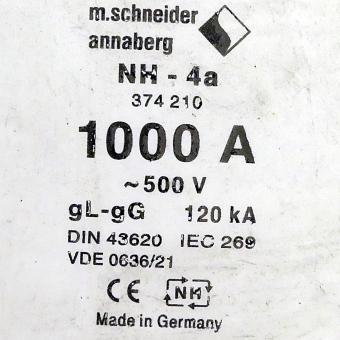 m.schneider
annaberg
NH - 4a
374 210
1000 A
~500 V
gL-gG 120 kA
DIN 43620 IEC 269
VDE 0636/21
CE NH
Made in Germany